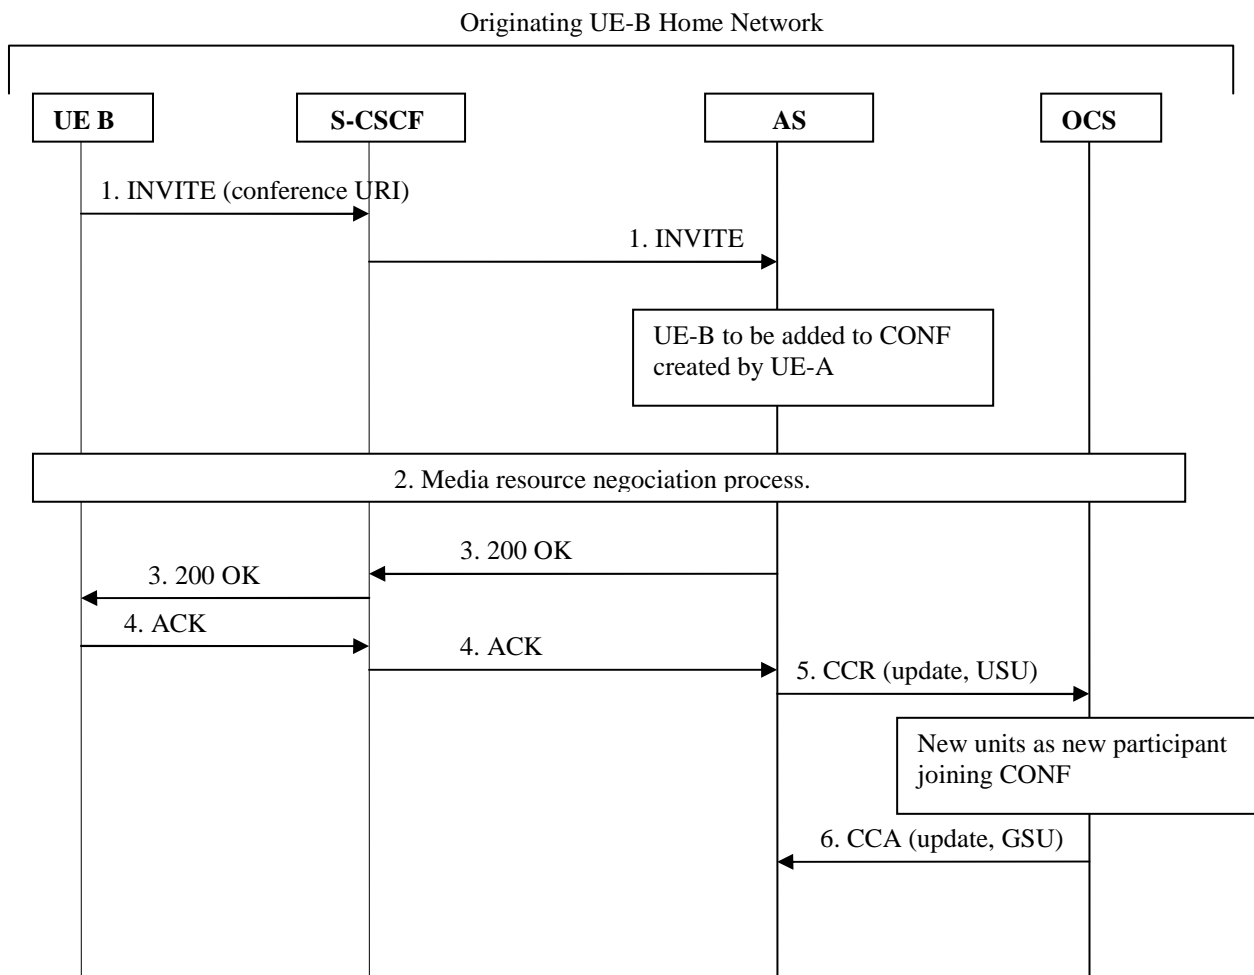 Originating UE-B Home Network
UE B
S-CSCF
AS
OCS
1. INVITE (conference URI)
1. INVITE
UE-B to be added to CONF
created by UE-A
2. Media resource negociation process.
3. 200 OK
3. 200 OK
4. ACK
4. ACK
5. CCR (update, USU)
New units as new participant
joining CONF
6. CCA (update, GSU)